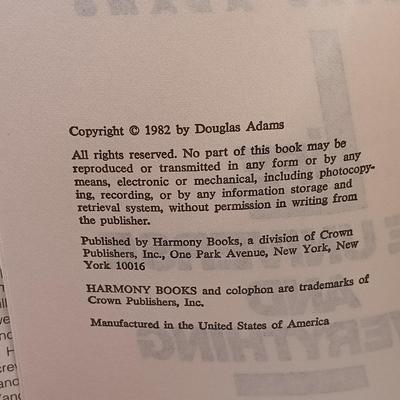 Copyright © 1982 by Douglas Adams
All rights reserved. No part of this book may be
reproduced or transmitted in any form or by any
means, electronic or mechanical, including photocopy-
ing, recording, or by any information storage and
retrieval system, without permission in writing from
the publisher.
Published by Harmony Books, a division of Crown
Publishers, Inc., One Park Avenue, New York, New
York 10016
HARMONY BOOKS and colophon are trademarks of
Crown Publishers, Inc.
Manufactured in the United States of America